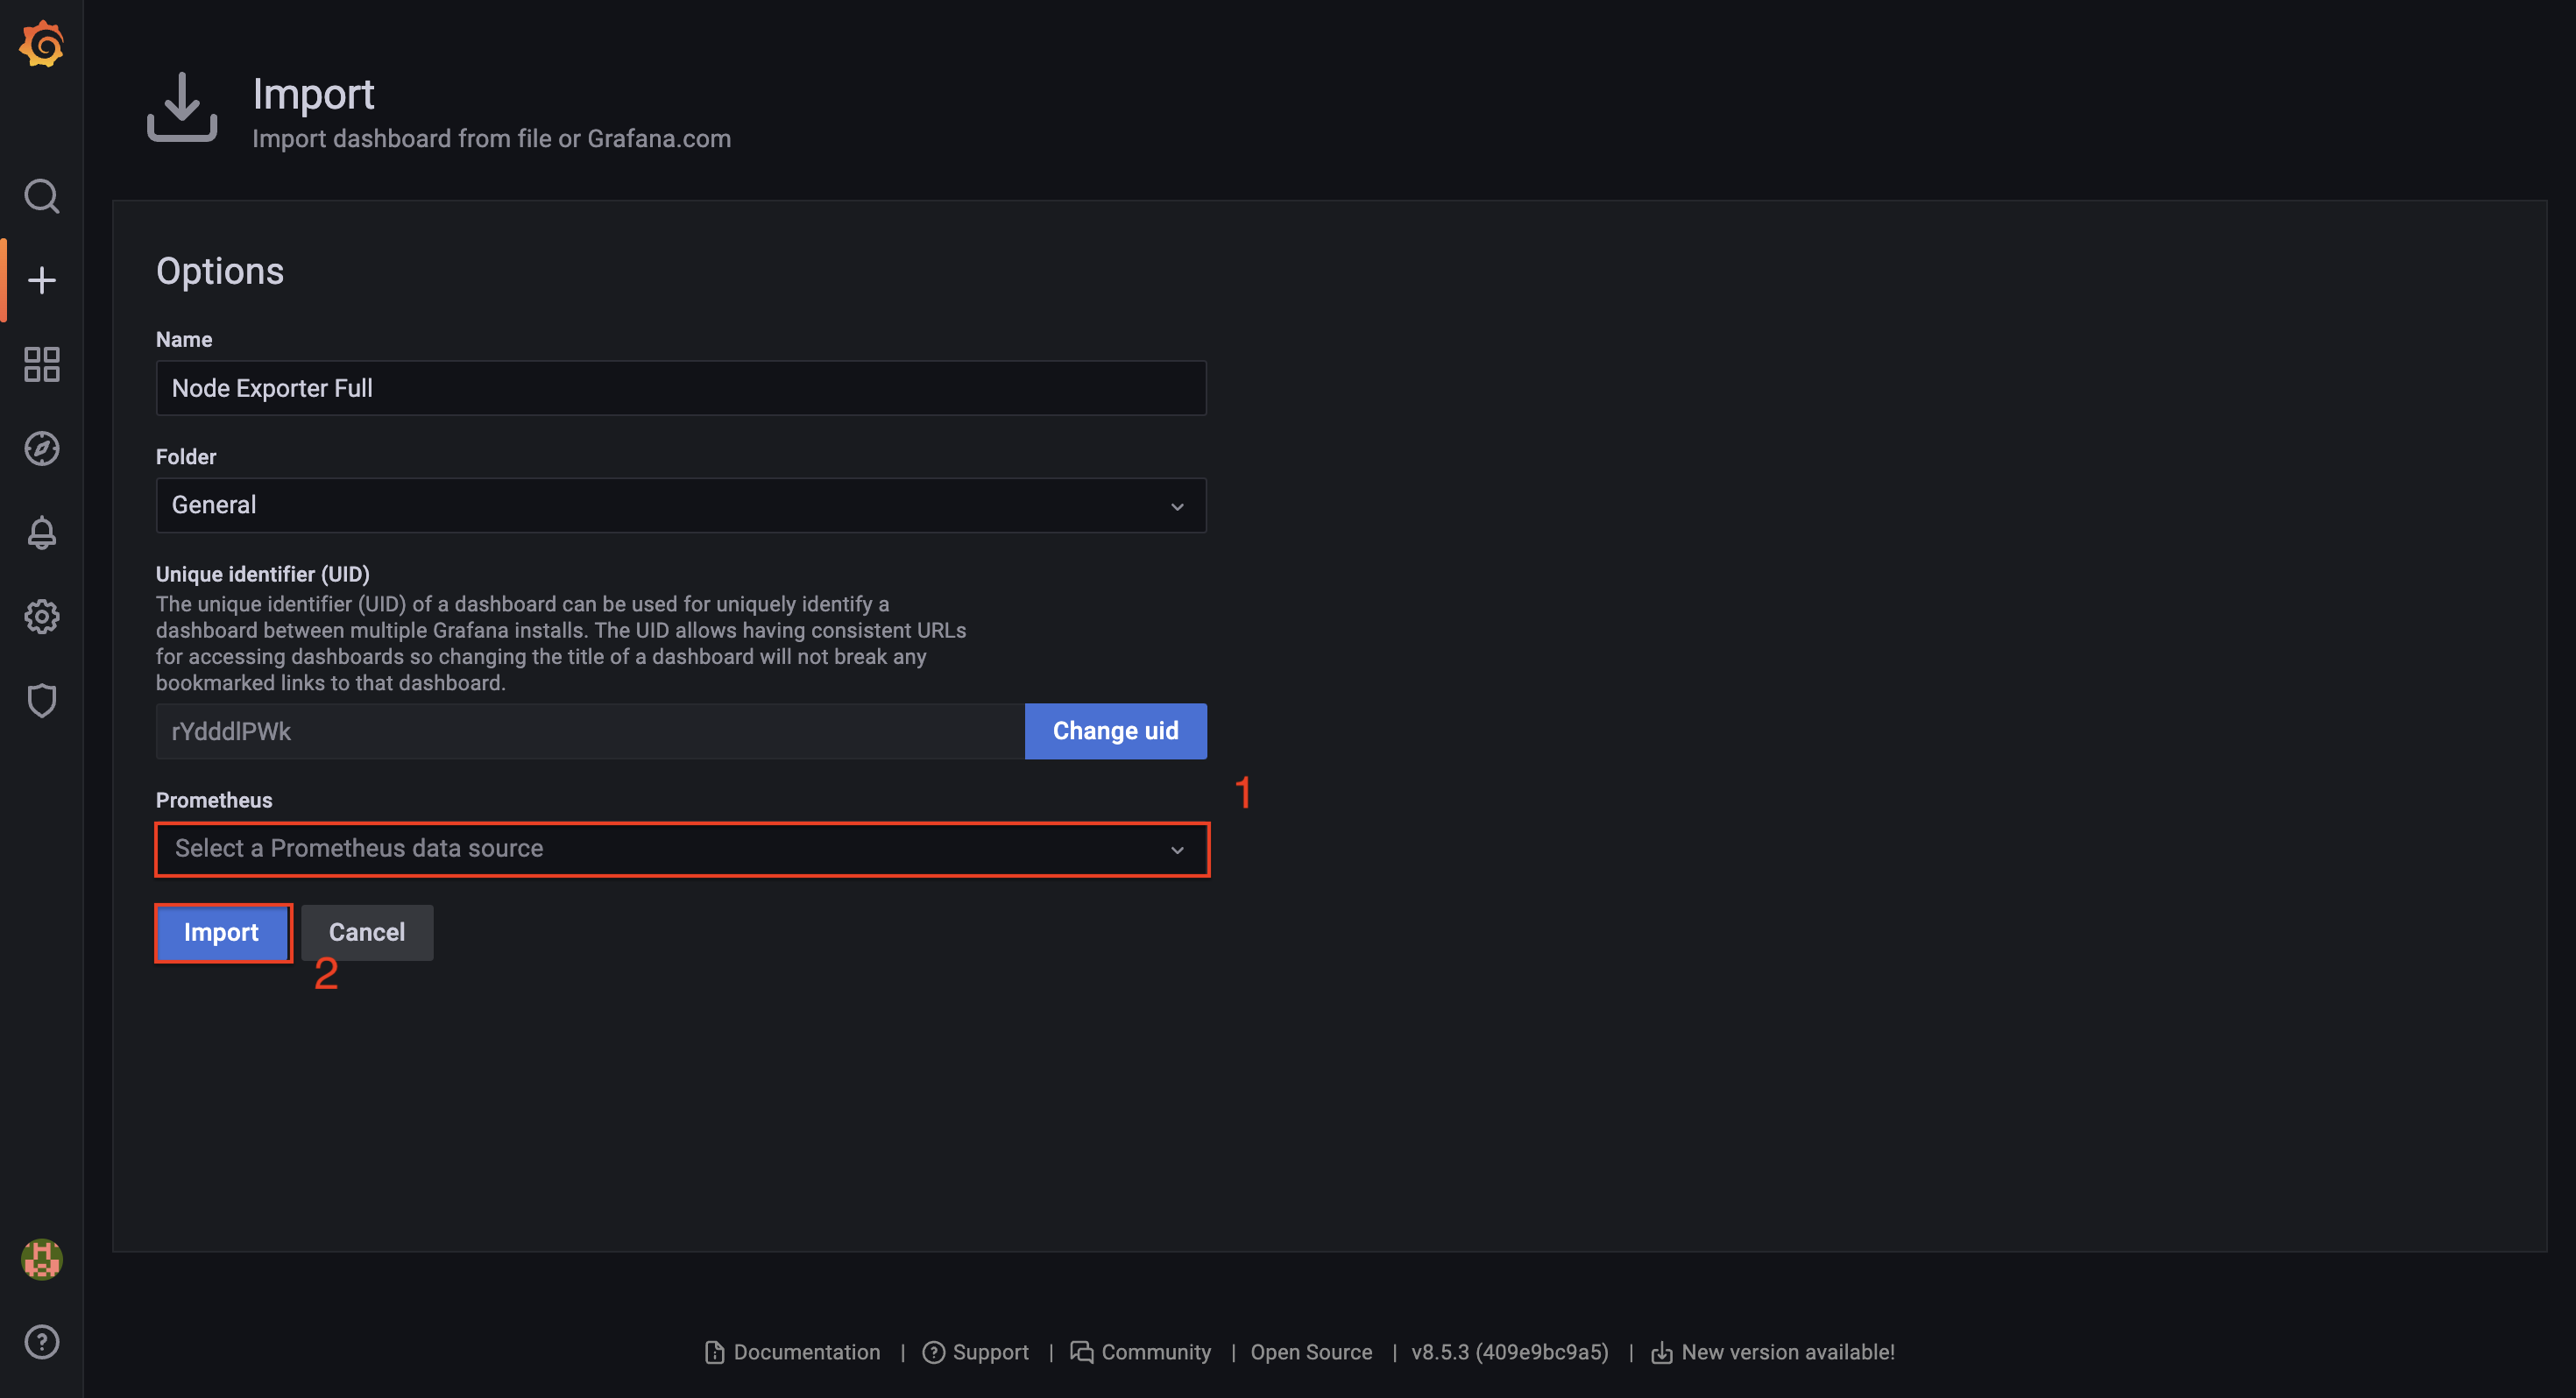 Import
Import dashboard from file or Grafana.com
Options
Name
Node Exporter Full
Folder
General
Unique identifier (UID)
The unique identifier (UID) of a dashboard can be used for uniquely identify a
dashboard between multiple Grafana installs. The UID allows having consistent URLs
for accessing dashboards so changing the title of a dashboard will not break any
bookmarked links to that dashboard.
rYdddlPWk
Change uid
Prometheus
1
Select a Prometheus data source
Import
Cancel
2
Documentation | Support | Community | Open Source | v8.5.3 (409e9bc9a5) | New version available!